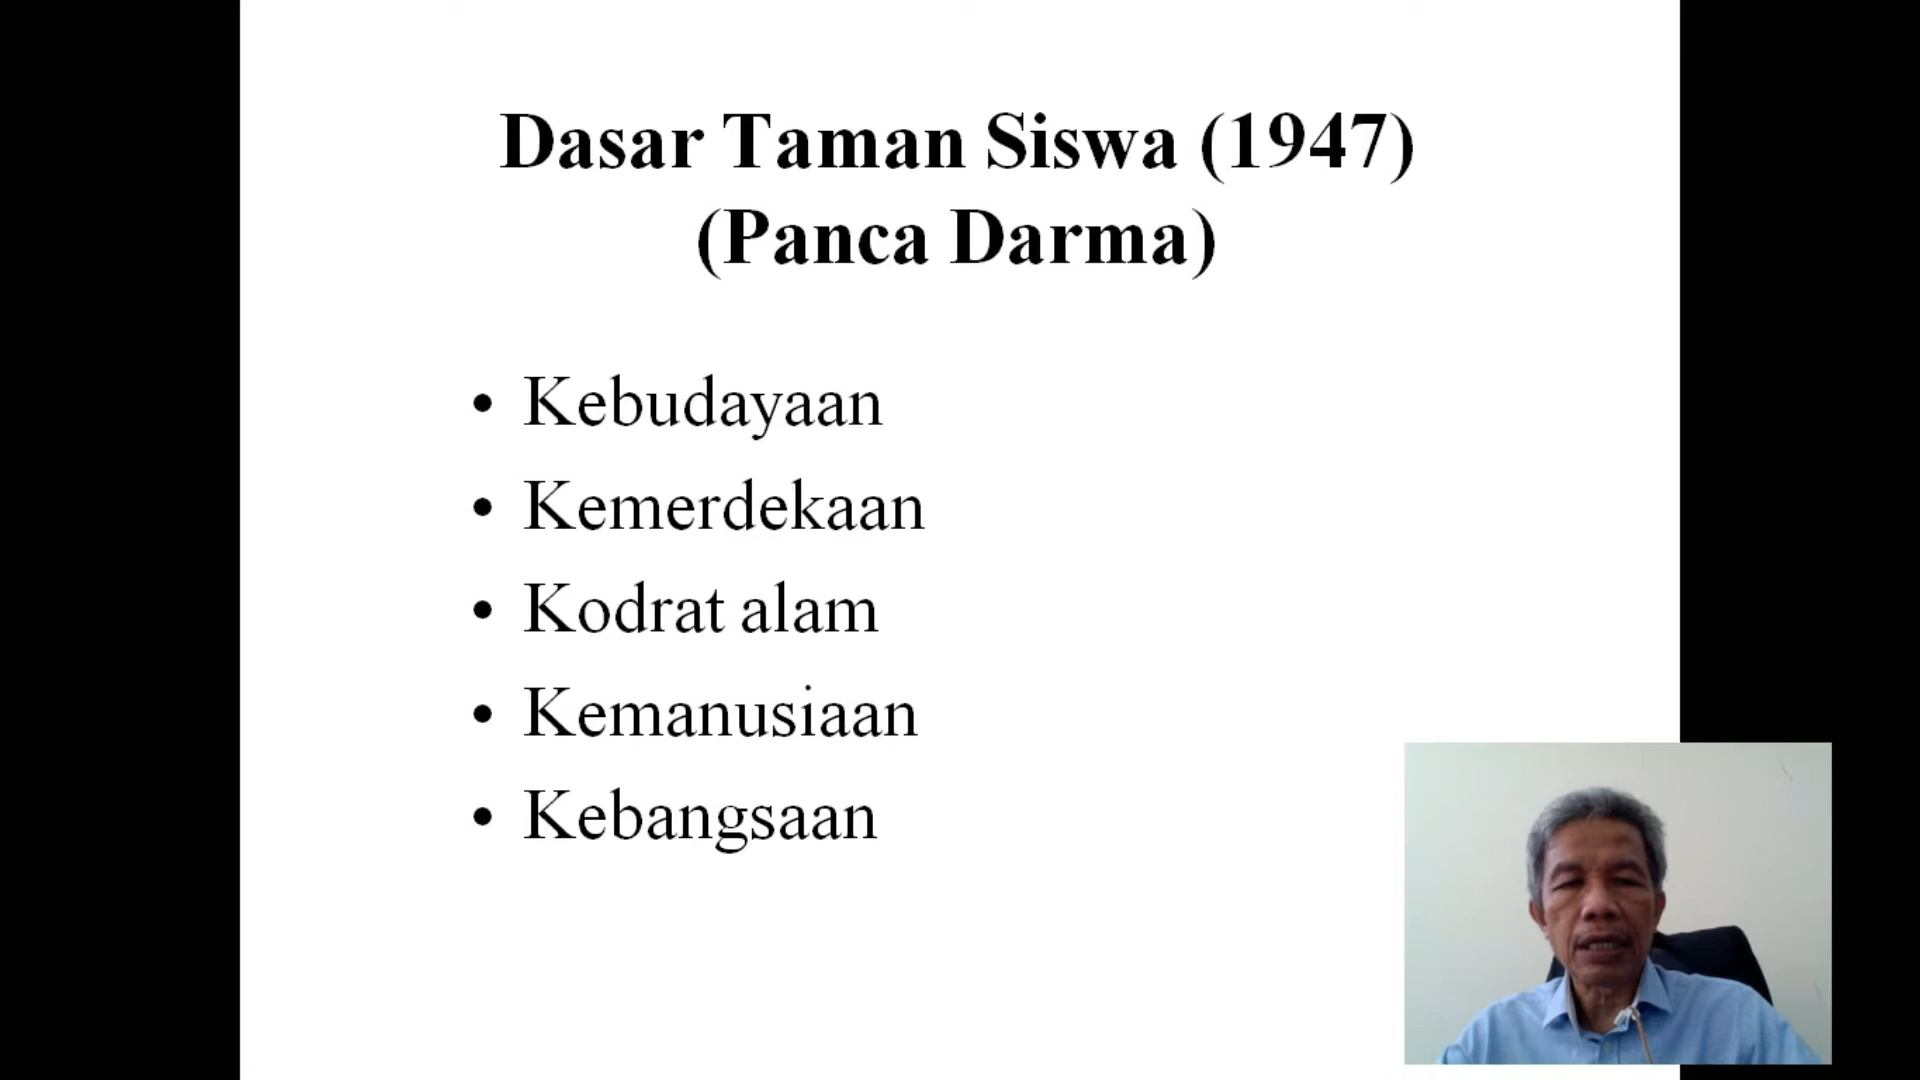 Dasar Taman Siswa (1947)
(Panca Darma)
• Kebudayaan
• Kemerdekaan
• Kodrat alam
• Kemanusiaan
• Kebangsaan